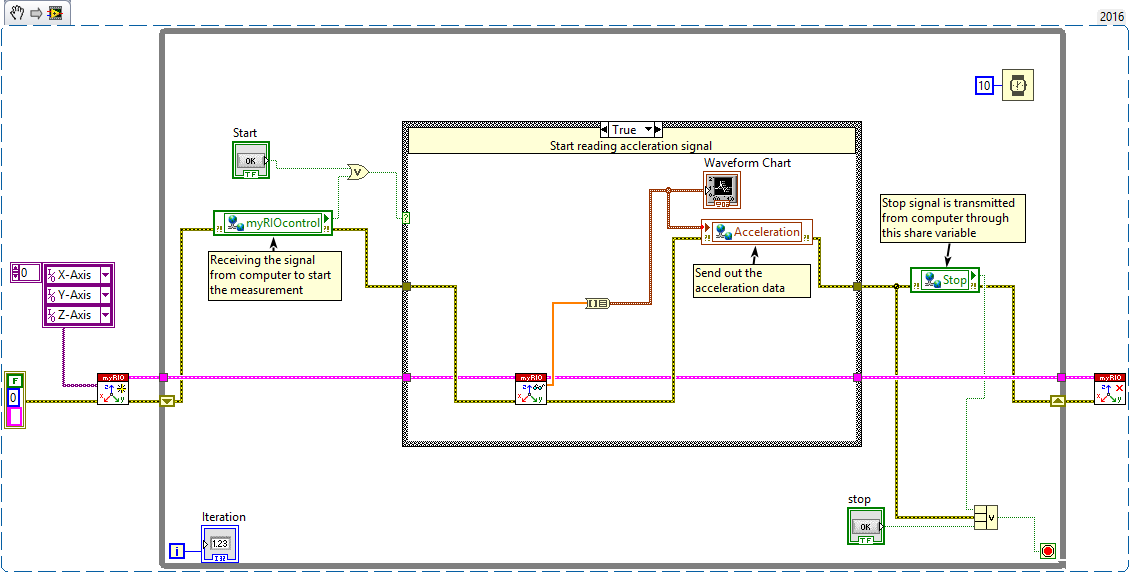 2016
10
True
Start reading accleration signal
Start
OK
TF
Waveform Chart
myRIOcontrol
Acceleration
Stop signal is transmitted
from computer through
this share variable
Receiving the signal
from computer to start
the measurement
Send out the
acceleration data
Stop
0
X-Axis
Y-Axis
Z-Axis
myRIO
myRIO
myRIO
F
0
stop
OK
TF
Iteration
i
1.23
I32